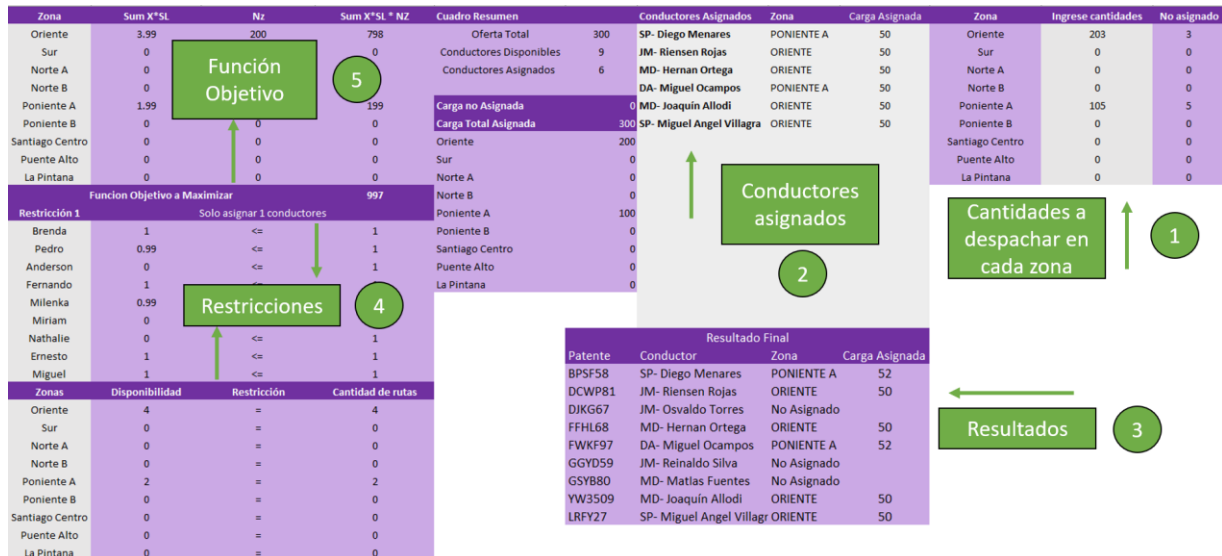 Zona Sum X*SL Nz Sum X*SL * NZ
Oriente 3.99 200 798
Sur 0 0
Norte A 0
Norte B 0
Poniente A 1.99 199
Poniente B 0 0 0
Santiago Centro 0 0 0
Puente Alto 0 0 0
La Pintana 0 0 0
Funcion Objetivo a Maximizar 997
Función
Objetivo
5
Restricción 1 Solo asignar 1 conductores
Brenda 1 <= 1
Pedro 0.99 <= 1
Anderson 0 <= 1
Fernando 1
Milenka 0.99
Miriam 0
Nathalie 0 <= 1
Ernesto 1 <= 1
Miguel 1 <= 1
Restricciones
4
Zonas Disponibilidad Restricción Cantidad de rutas
Oriente 4 = 4
Sur 0 = 0
Norte A 0 = 0
Norte B 0 = 0
Poniente A 2 = 2
Poniente B 0 = 0
Santiago Centro 0 = 0
Puente Alto 0 = 0
La Pintana 0 = 0
Cuadro Resumen
Oferta Total 300
Conductores Disponibles 9
Conductores Asignados 6
Carga no Asignada 0
Carga Total Asignada 300
Oriente 200
Sur 0
Norte A 0
Norte B 0
Poniente A 100
Poniente B 0
Santiago Centro 0
Puente Alto 0
La Pintana 0
Conductores Asignados Zona Carga Asignada
SP- Diego Menares PONIENTE A 50
JM- Riensen Rojas ORIENTE 50
MD- Hernan Ortega ORIENTE 50
DA- Miguel Ocampos PONIENTE A 50
MD- Joaquín Allodi ORIENTE 50
SP- Miguel Angel Villagra ORIENTE 50
Conductores
asignados
2
Zona Ingrese cantidades No asignado
Oriente 203 3
Sur 0 0
Norte A 0 0
Norte B 0 0
Poniente A 105 5
Poniente B 0 0
Santiago Centro 0 0
Puente Alto 0 0
La Pintana 0 0
Cantidades a
despachar en
cada zona
1
Resultado Final
Patente Conductor Zona Carga Asignada
BPSF58 SP- Diego Menares PONIENTE A 52
DCWP81 JM- Riensen Rojas ORIENTE 50
DJKG67 JM- Osvaldo Torres No Asignado
FFHL68 MD- Hernan Ortega ORIENTE 50
FWKF97 DA- Miguel Ocampos PONIENTE A 52
GGYD59 JM- Reinaldo Silva No Asignado
GSYB80 MD- Matías Fuentes No Asignado
YW3509 MD- Joaquín Allodi ORIENTE 50
LRFY27 SP- Miguel Angel Villagr ORIENTE 50
Resultados
3